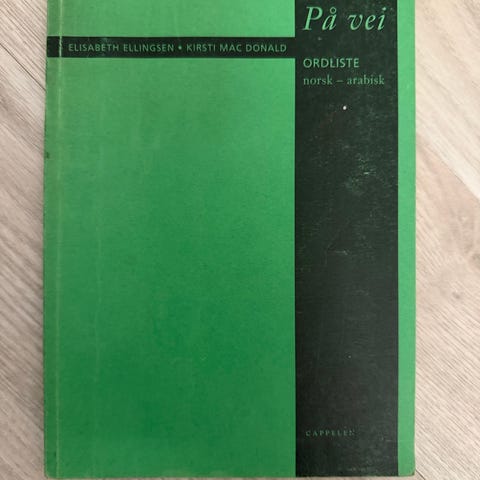 På vei
ELISABETH ELLINGSEN • KIRSTI MAC DONALD
ORDLISTE
norsk – arabisk
CAPPELEN